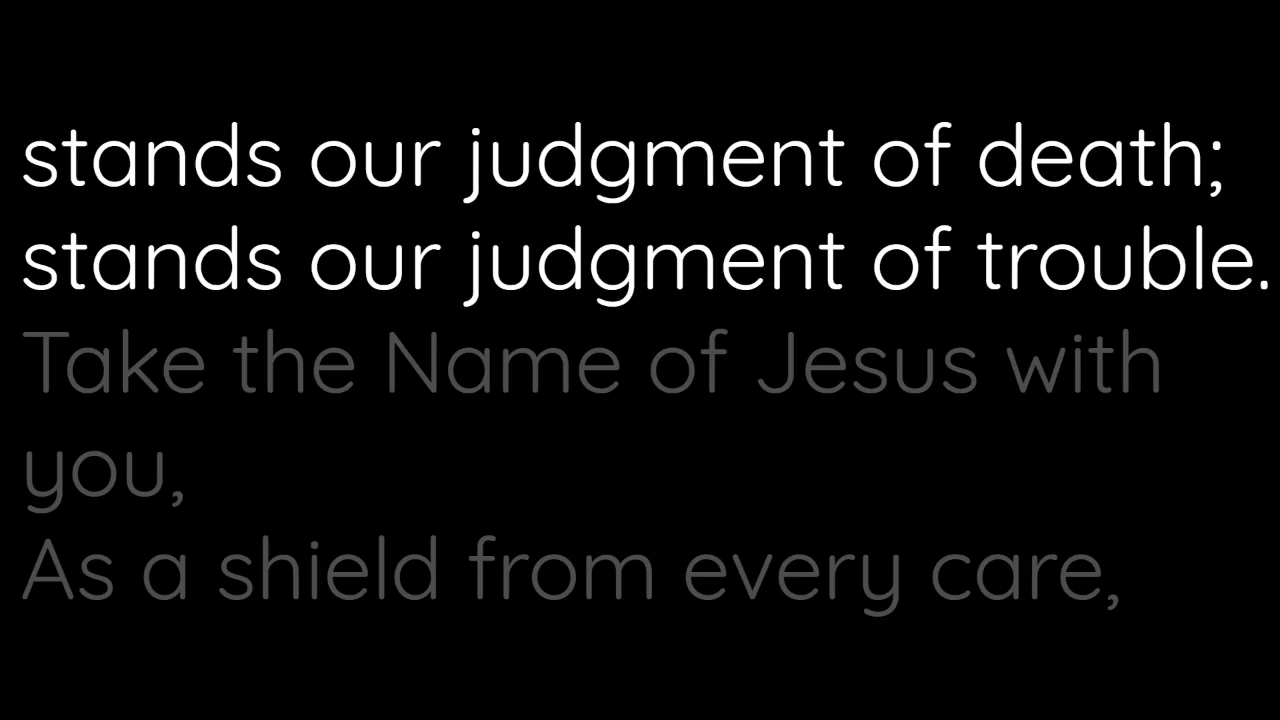 stands our judgment of death;
stands our judgment of trouble.
Take the Name of Jesus with
you,
As a shield from every care,